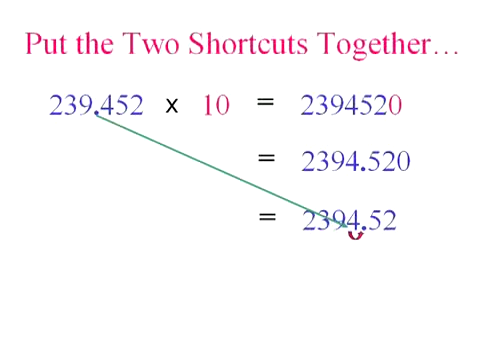 Put the Two Shortcuts Together…
239.452 x 10 = 2394520
= 2394.520
= 2394.52